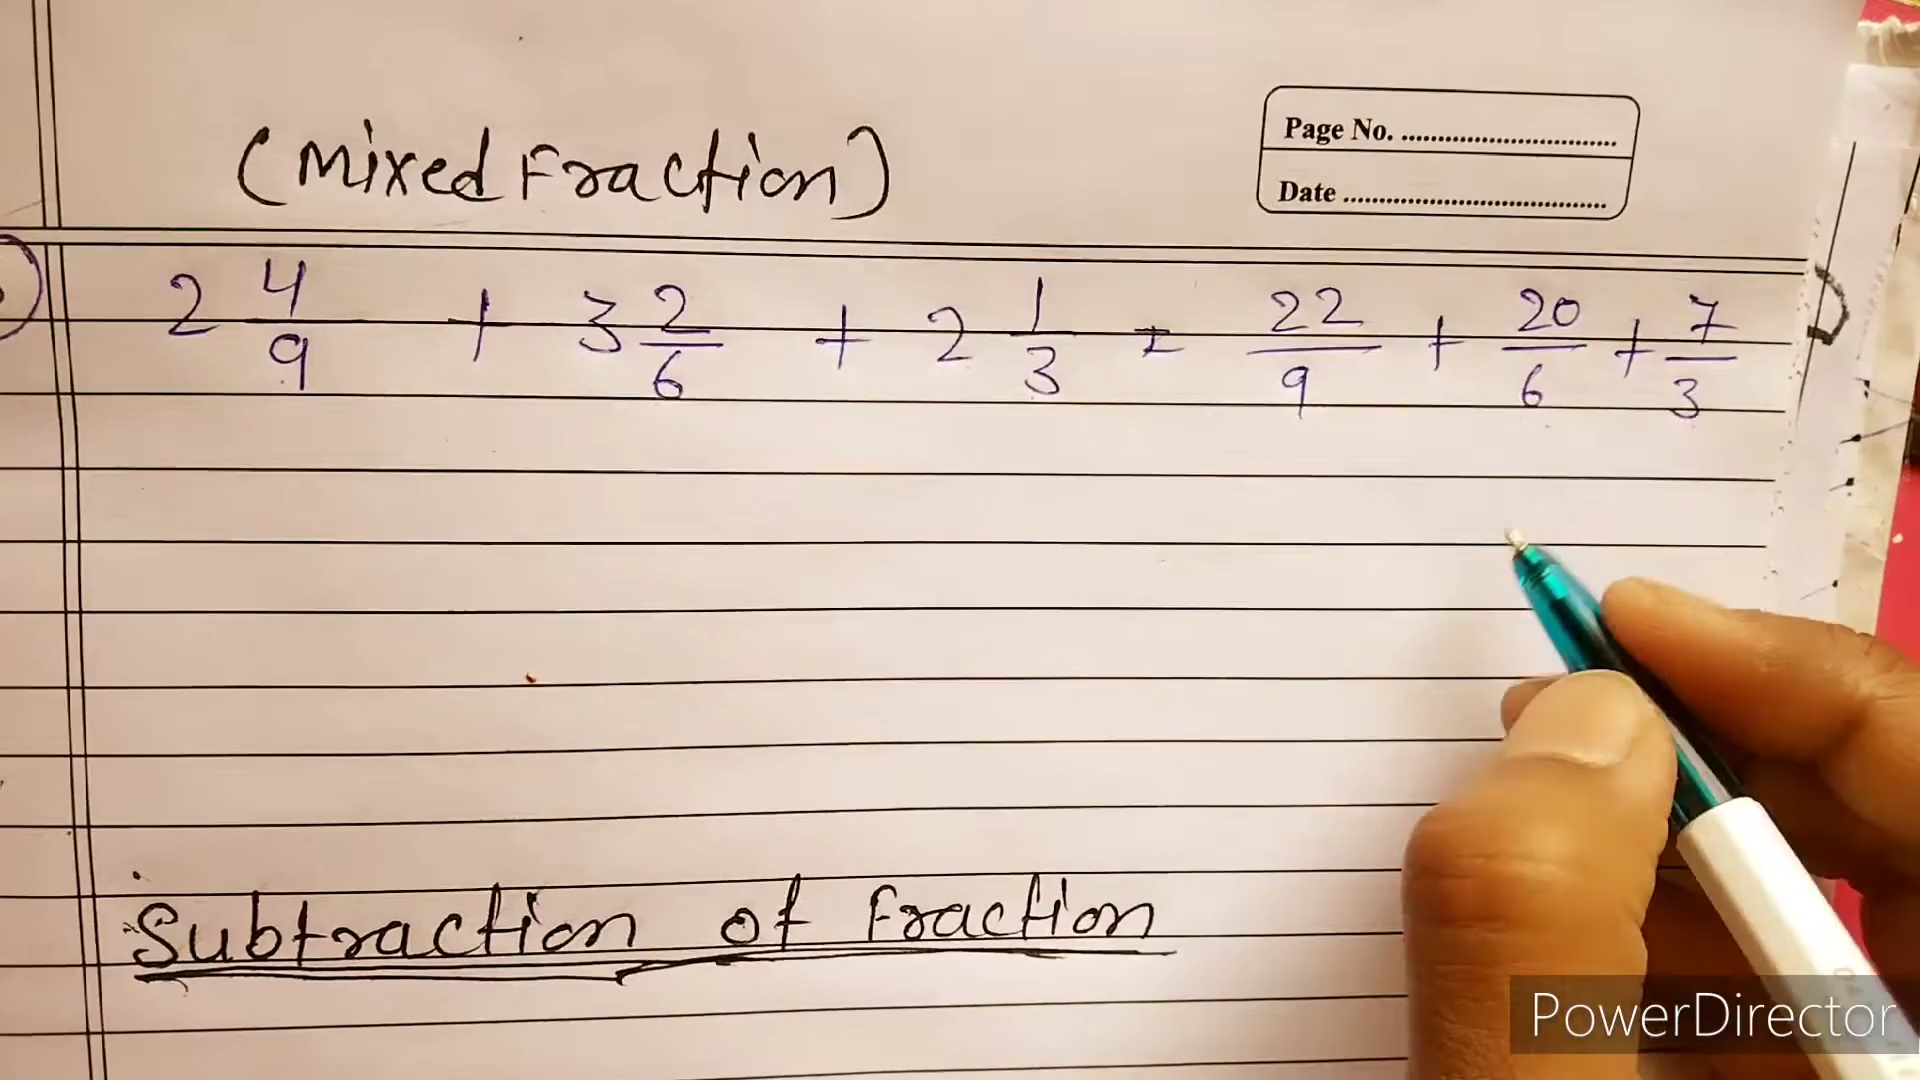 (Mixed Fraction)
Page No. ................................
Date ........................................
2 4/9 + 3 2/6 + 2 1/3 = 22/9 + 20/6 + 7/3
Subtraction of Fraction
PowerDirector